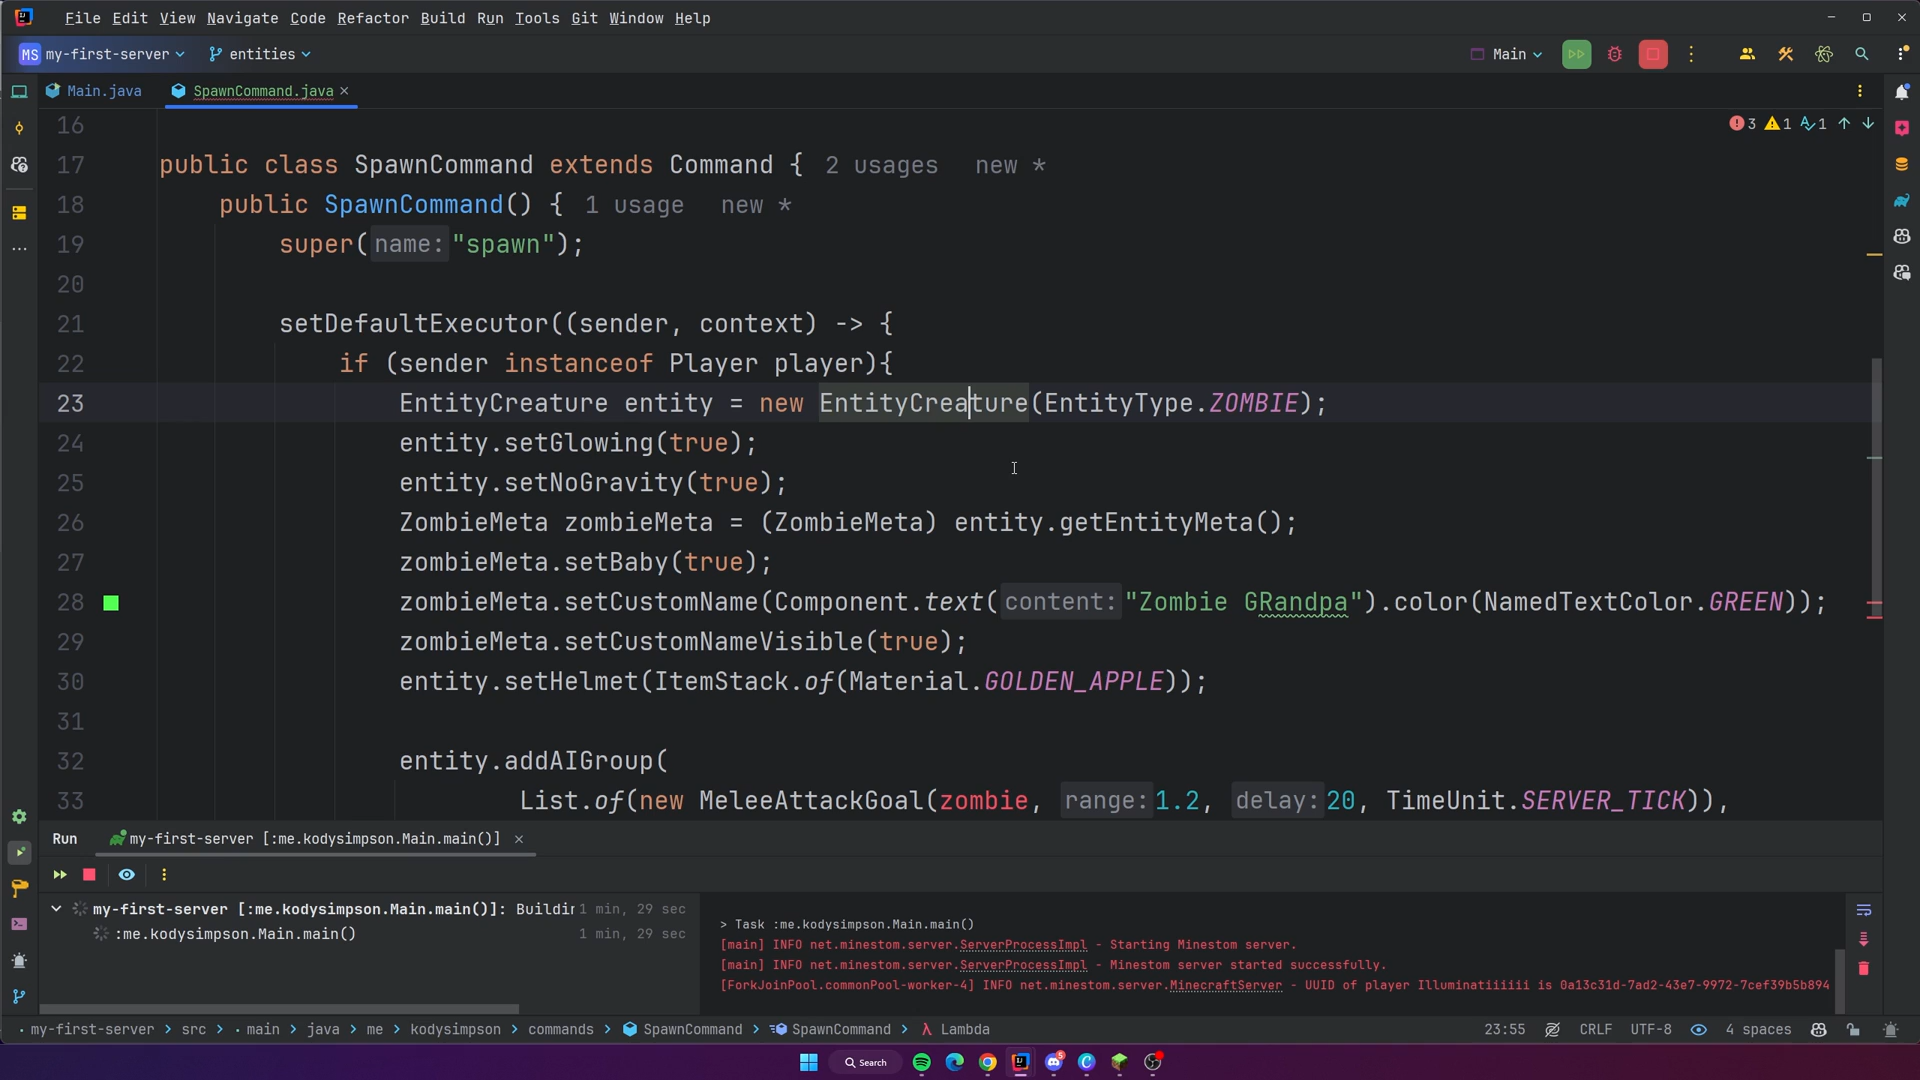 File Edit View Navigate Code Refactor Build Run Tools Git Window Help
MS my-first-server entities Main
Main.java SpawnCommand.java
3 1 1
16
17 public class SpawnCommand extends Command { 2 usages new *
18 public SpawnCommand() { 1 usage new *
19 super(name: "spawn");
20
21 setDefaultExecutor((sender, context) -> {
22 if (sender instanceof Player player){
23 EntityCreature entity = new EntityCreature(EntityType.ZOMBIE);
24 entity.setGlowing(true);
25 entity.setNoGravity(true);
26 ZombieMeta zombieMeta = (ZombieMeta) entity.getEntityMeta();
27 zombieMeta.setBaby(true);
28 zombieMeta.setCustomName(Component.text(content: "Zombie GRandpa").color(NamedTextColor.GREEN));
29 zombieMeta.setCustomNameVisible(true);
30 entity.setHelmet(ItemStack.of(Material.GOLDEN_APPLE));
31
32 entity.addAIGroup(
33 List.of(new MeleeAttackGoal(zombie, range: 1.2, delay: 20, TimeUnit.SERVER_TICK)),
Run my-first-server [:me.kodysimpson.Main.main()]
my-first-server [:me.kodysimpson.Main.main()]: Buildin 1 min, 29 sec
:me.kodysimpson.Main.main() 1 min, 29 sec
> Task :me.kodysimpson.Main.main()
[main] INFO net.minestom.server.ServerProcessImpl - Starting Minestom server.
[main] INFO net.minestom.server.ServerProcessImpl - Minestom server started successfully.
[ForkJoinPool.commonPool-worker-4] INFO net.minestom.server.MinecraftServer - UUID of player Illuminatiiiiii is 0a13c31d-7ad2-43e7-9972-7cef39b5b894
my-first-server > src > main > java > me > kodysimpson > commands > SpawnCommand > SpawnCommand > λ Lambda 23:55 CRLF UTF-8 4 spaces
Search 5